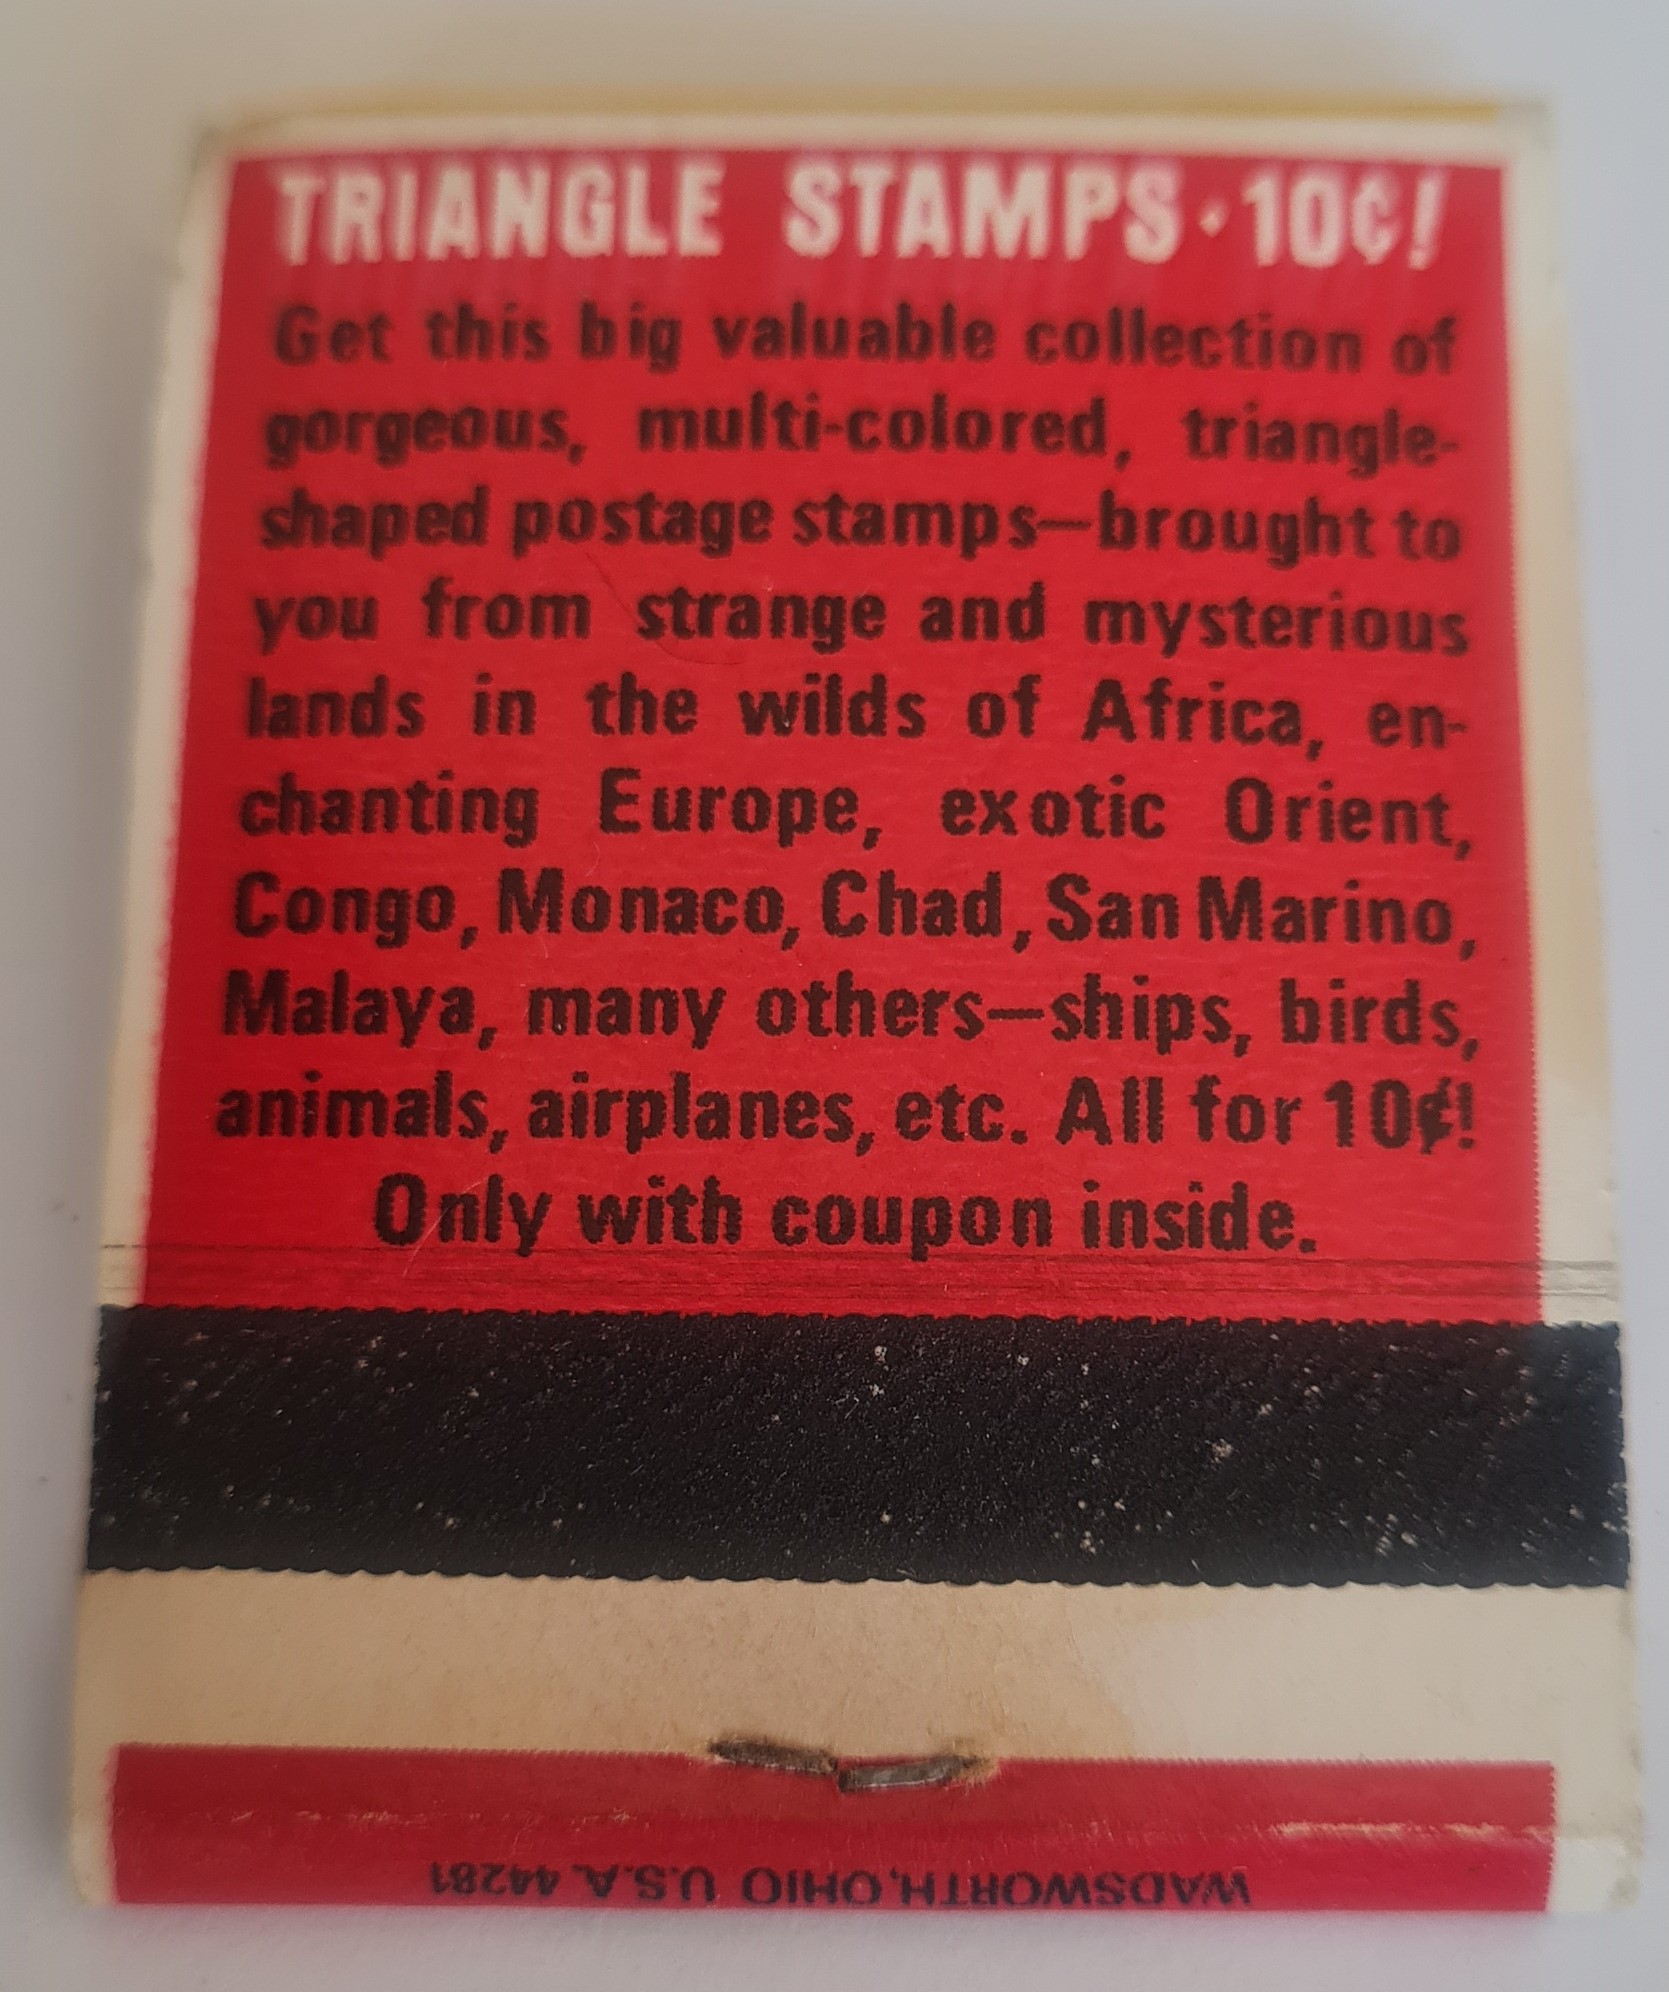 TRIANGLE STAMPS · 10¢!
Get this big valuable collection of
gorgeous, multi-colored, triangle-
shaped postage stamps—brought to
you from strange and mysterious
lands in the wilds of Africa, en-
chanting Europe, exotic Orient,
Congo, Monaco, Chad, San Marino,
Malaya, many others—ships, birds,
animals, airplanes, etc. All for 10¢!
Only with coupon inside.
WADSWORTH, OHIO U.S.A. 44281